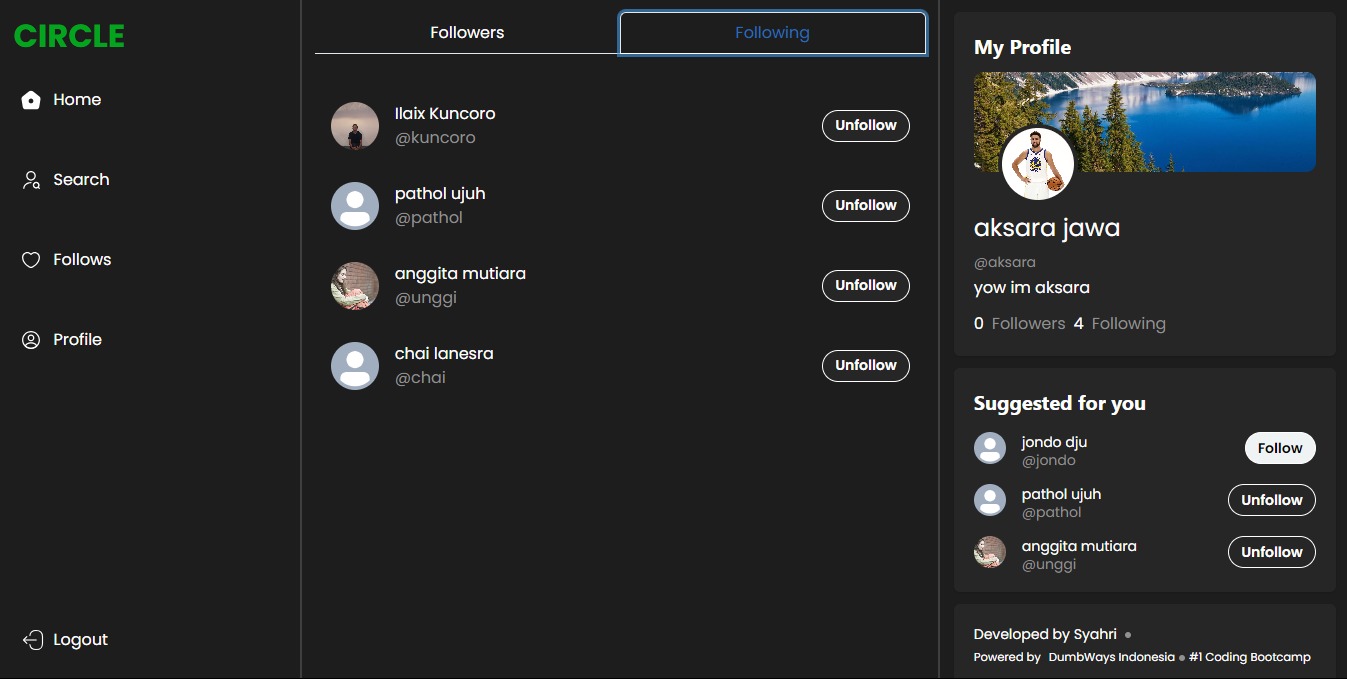 CIRCLE
Home
Search
Follows
Profile
Logout
Followers
Following
Ilaix Kuncoro
@kuncoro
Unfollow
pathol ujuh
@pathol
Unfollow
anggita mutiara
@unggi
Unfollow
chai lanesra
@chai
Unfollow
My Profile
aksara jawa
@aksara
yow im aksara
0 Followers 4 Following
Suggested for you
jondo dju
@jondo
Follow
pathol ujuh
@pathol
Unfollow
anggita mutiara
@unggi
Unfollow
Developed by Syahri •
Powered by DumbWays Indonesia • #1 Coding Bootcamp